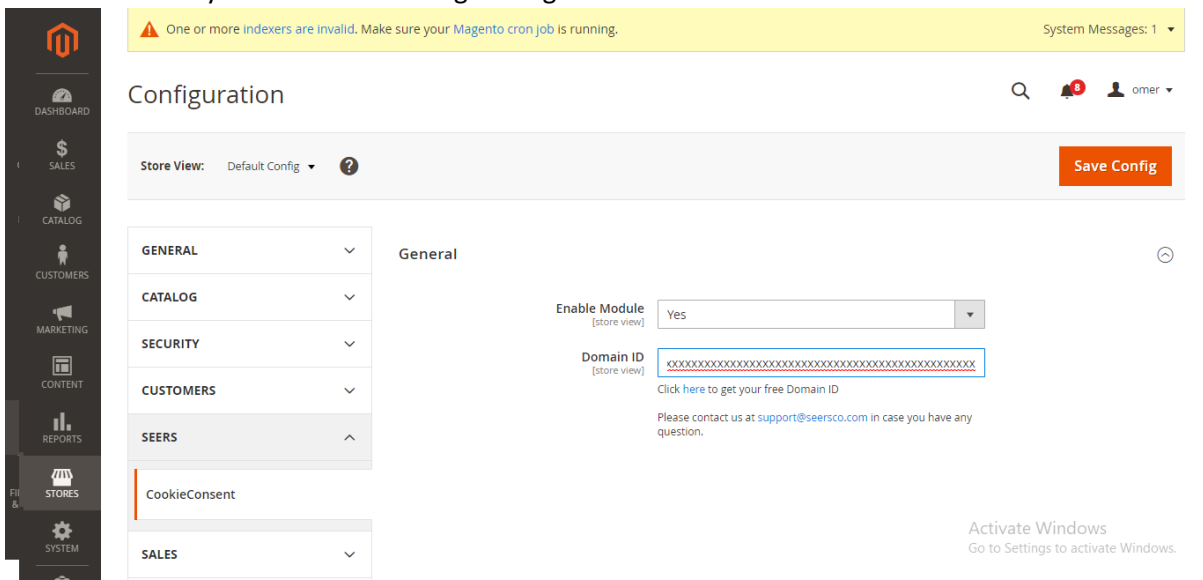 One or more indexers are invalid. Make sure your Magento cron job is running.
System Messages: 1
Configuration
8
omer
Store View: Default Config ?
Save Config
DASHBOARD
$
SALES
CATALOG
CUSTOMERS
MARKETING
CONTENT
REPORTS
STORES
SYSTEM
FI
&
GENERAL
CATALOG
SECURITY
CUSTOMERS
SEERS
CookieConsent
SALES
General
Enable Module
[store view]
Yes
Domain ID
[store view]
Click here to get your free Domain ID
Please contact us at support@seersco.com in case you have any
question.
Activate Windows
Go to Settings to activate Windows.